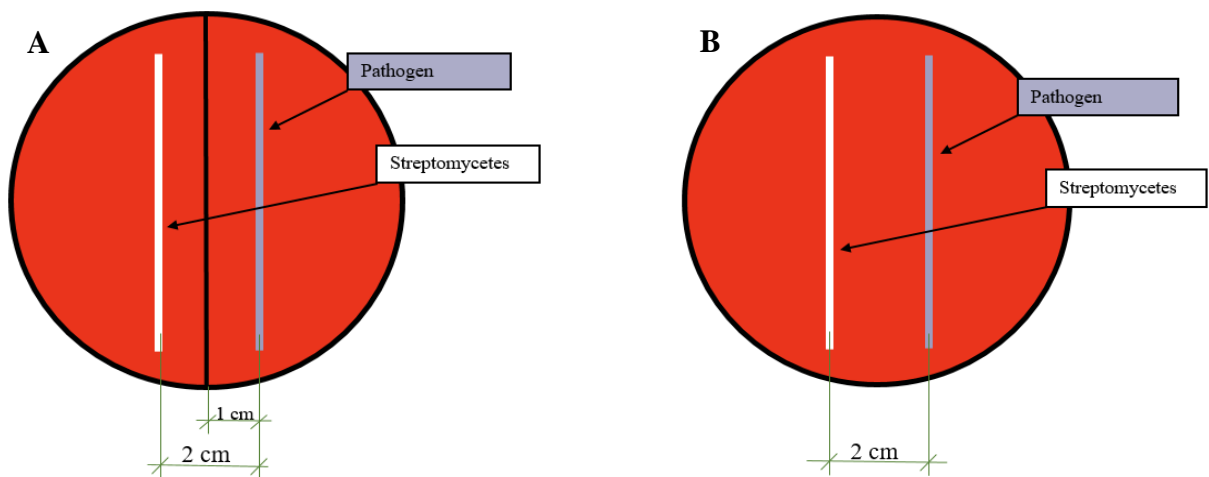 A
Pathogen
Streptomycetes
1 cm
2 cm
B
Pathogen
Streptomycetes
2 cm